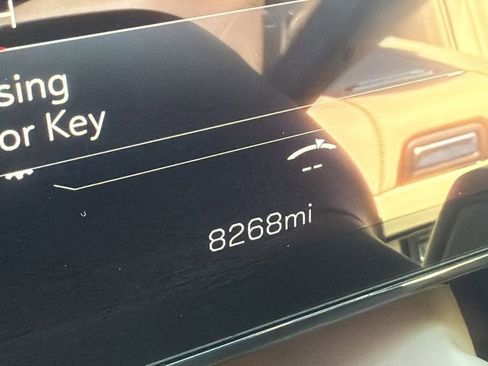 sing
or Key
--
8268mi